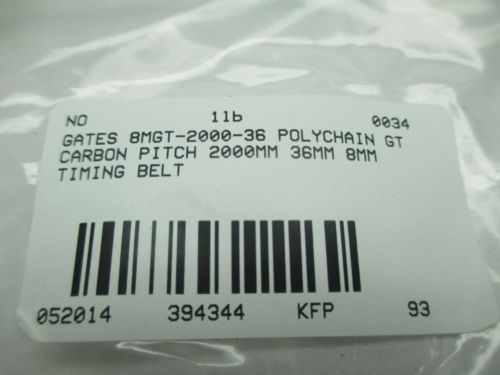 NO 11b 0034
GATES 8MGT-2000-36 POLYCHAIN GT
CARBON PITCH 2000MM 36MM 8MM
TIMING BELT
052014 394344 KFP 93